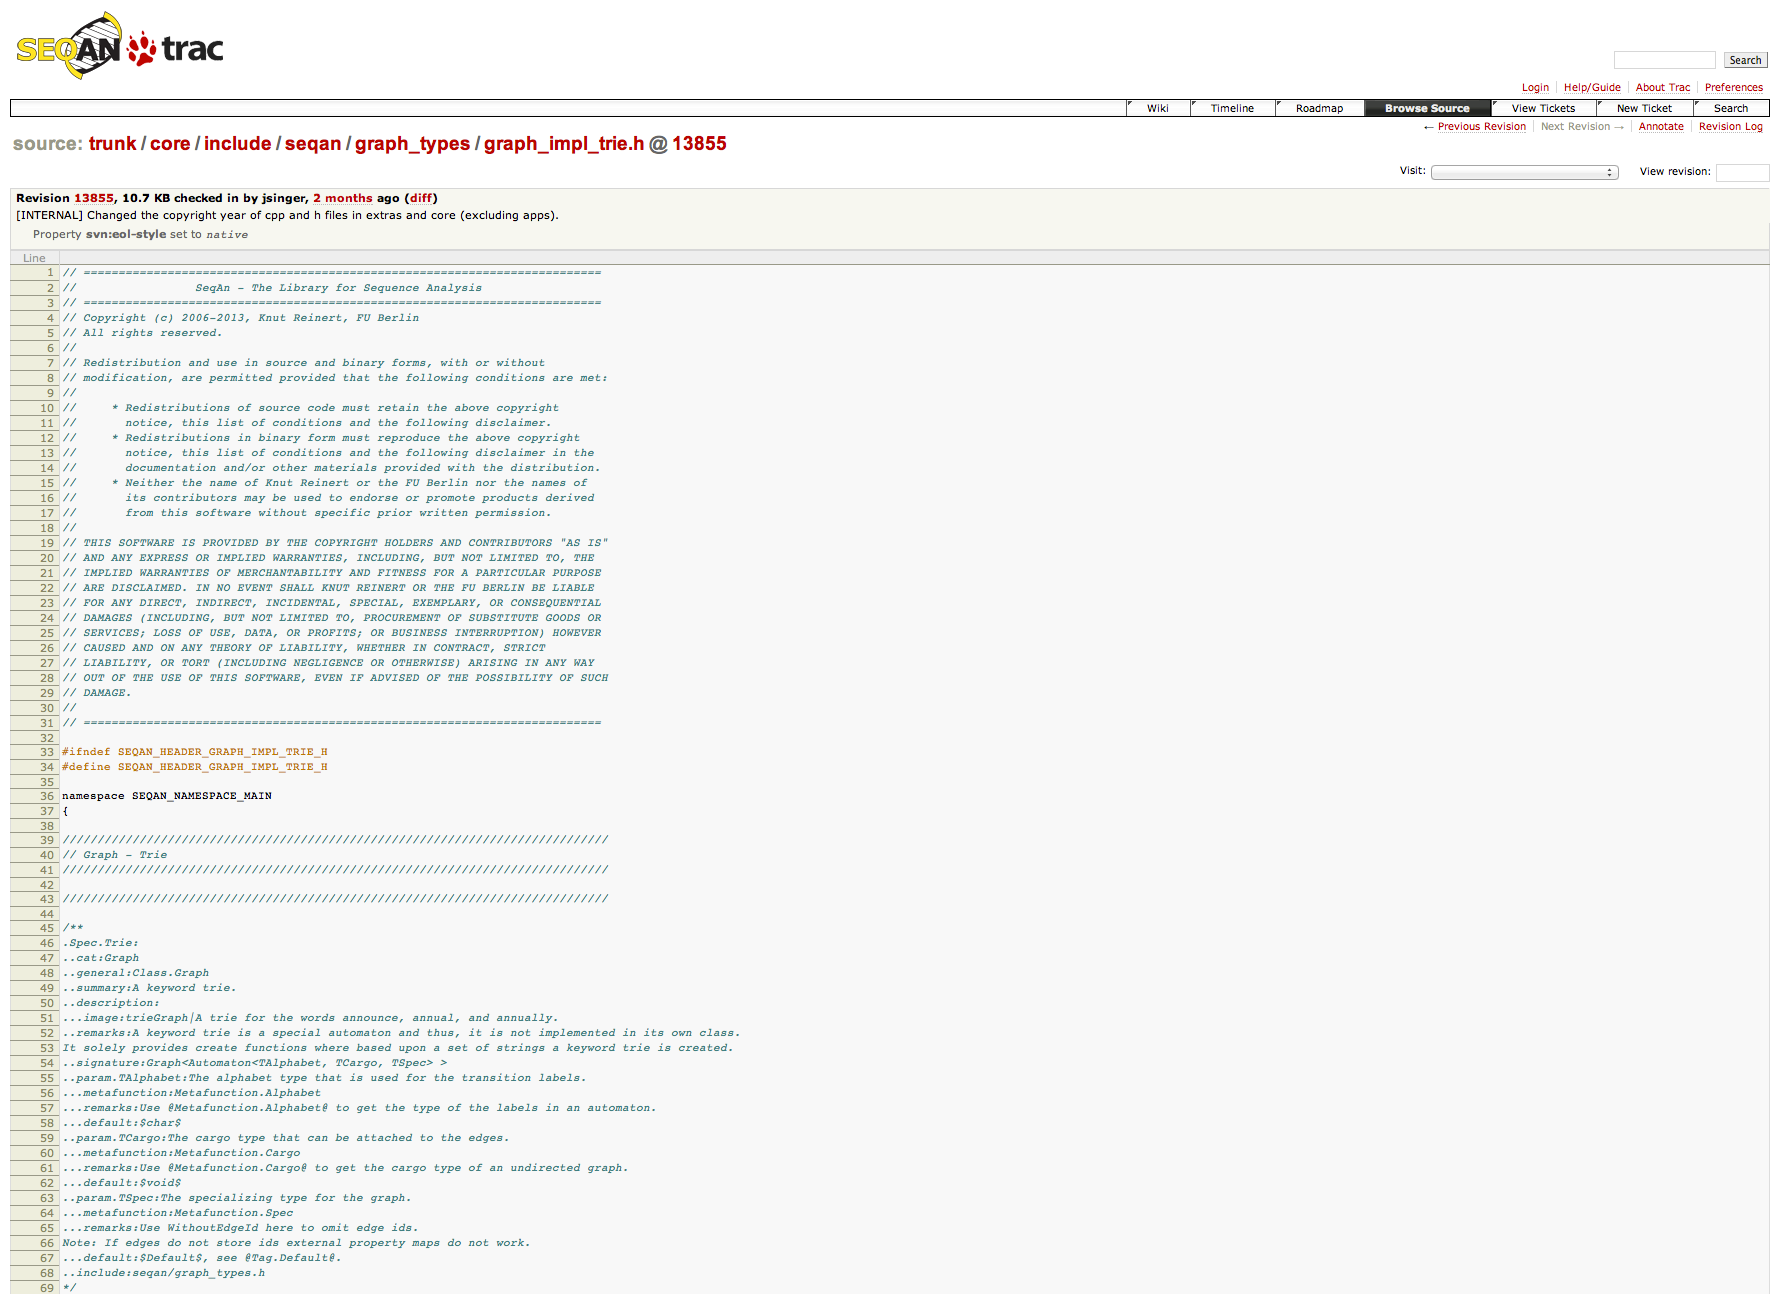 SEQAN trac
Search
Login Help/Guide About Trac Preferences
Wiki Timeline Roadmap Browse Source View Tickets New Ticket Search
← Previous Revision Next Revision → Annotate Revision Log
source: trunk / core / include / seqan / graph_types / graph_impl_trie.h @ 13855
Visit: View revision:
Revision 13855, 10.7 KB checked in by jsinger, 2 months ago (diff)
[INTERNAL] Changed the copyright year of cpp and h files in extras and core (excluding apps).
Property svn:eol-style set to native
Line
1 // ==========================================================================
2 //                 SeqAn - The Library for Sequence Analysis
3 // ==========================================================================
4 // Copyright (c) 2006-2013, Knut Reinert, FU Berlin
5 // All rights reserved.
6 //
7 // Redistribution and use in source and binary forms, with or without
8 // modification, are permitted provided that the following conditions are met:
9 //
10 //     * Redistributions of source code must retain the above copyright
11 //       notice, this list of conditions and the following disclaimer.
12 //     * Redistributions in binary form must reproduce the above copyright
13 //       notice, this list of conditions and the following disclaimer in the
14 //       documentation and/or other materials provided with the distribution.
15 //     * Neither the name of Knut Reinert or the FU Berlin nor the names of
16 //       its contributors may be used to endorse or promote products derived
17 //       from this software without specific prior written permission.
18 //
19 // THIS SOFTWARE IS PROVIDED BY THE COPYRIGHT HOLDERS AND CONTRIBUTORS "AS IS"
20 // AND ANY EXPRESS OR IMPLIED WARRANTIES, INCLUDING, BUT NOT LIMITED TO, THE
21 // IMPLIED WARRANTIES OF MERCHANTABILITY AND FITNESS FOR A PARTICULAR PURPOSE
22 // ARE DISCLAIMED. IN NO EVENT SHALL KNUT REINERT OR THE FU BERLIN BE LIABLE
23 // FOR ANY DIRECT, INDIRECT, INCIDENTAL, SPECIAL, EXEMPLARY, OR CONSEQUENTIAL
24 // DAMAGES (INCLUDING, BUT NOT LIMITED TO, PROCUREMENT OF SUBSTITUTE GOODS OR
25 // SERVICES; LOSS OF USE, DATA, OR PROFITS; OR BUSINESS INTERRUPTION) HOWEVER
26 // CAUSED AND ON ANY THEORY OF LIABILITY, WHETHER IN CONTRACT, STRICT
27 // LIABILITY, OR TORT (INCLUDING NEGLIGENCE OR OTHERWISE) ARISING IN ANY WAY
28 // OUT OF THE USE OF THIS SOFTWARE, EVEN IF ADVISED OF THE POSSIBILITY OF SUCH
29 // DAMAGE.
30 //
31 // ==========================================================================
32
33 #ifndef SEQAN_HEADER_GRAPH_IMPL_TRIE_H
34 #define SEQAN_HEADER_GRAPH_IMPL_TRIE_H
35
36 namespace SEQAN_NAMESPACE_MAIN
37 {
38
39 //////////////////////////////////////////////////////////////////////////////
40 // Graph - Trie
41 //////////////////////////////////////////////////////////////////////////////
42
43 //////////////////////////////////////////////////////////////////////////////
44
45 /**
46 .Spec.Trie:
47 ..cat:Graph
48 ..general:Class.Graph
49 ..summary:A keyword trie.
50 ..description:
51 ...image:trieGraph|A trie for the words announce, annual, and annually.
52 ..remarks:A keyword trie is a special automaton and thus, it is not implemented in its own class.
53 It solely provides create functions where based upon a set of strings a keyword trie is created.
54 ..signature:Graph<Automaton<TAlphabet, TCargo, TSpec> >
55 ..param.TAlphabet:The alphabet type that is used for the transition labels.
56 ...metafunction:Metafunction.Alphabet
57 ...remarks:Use @Metafunction.Alphabet@ to get the type of the labels in an automaton.
58 ...default:$char$
59 ..param.TCargo:The cargo type that can be attached to the edges.
60 ...metafunction:Metafunction.Cargo
61 ...remarks:Use @Metafunction.Cargo@ to get the cargo type of an undirected graph.
62 ...default:$void$
63 ..param.TSpec:The specializing type for the graph.
64 ...metafunction:Metafunction.Spec
65 ...remarks:Use WithoutEdgeId here to omit edge ids.
66 Note: If edges do not store ids external property maps do not work.
67 ...default:$Default$, see @Tag.Default@.
68 ..include:seqan/graph_types.h
69 */